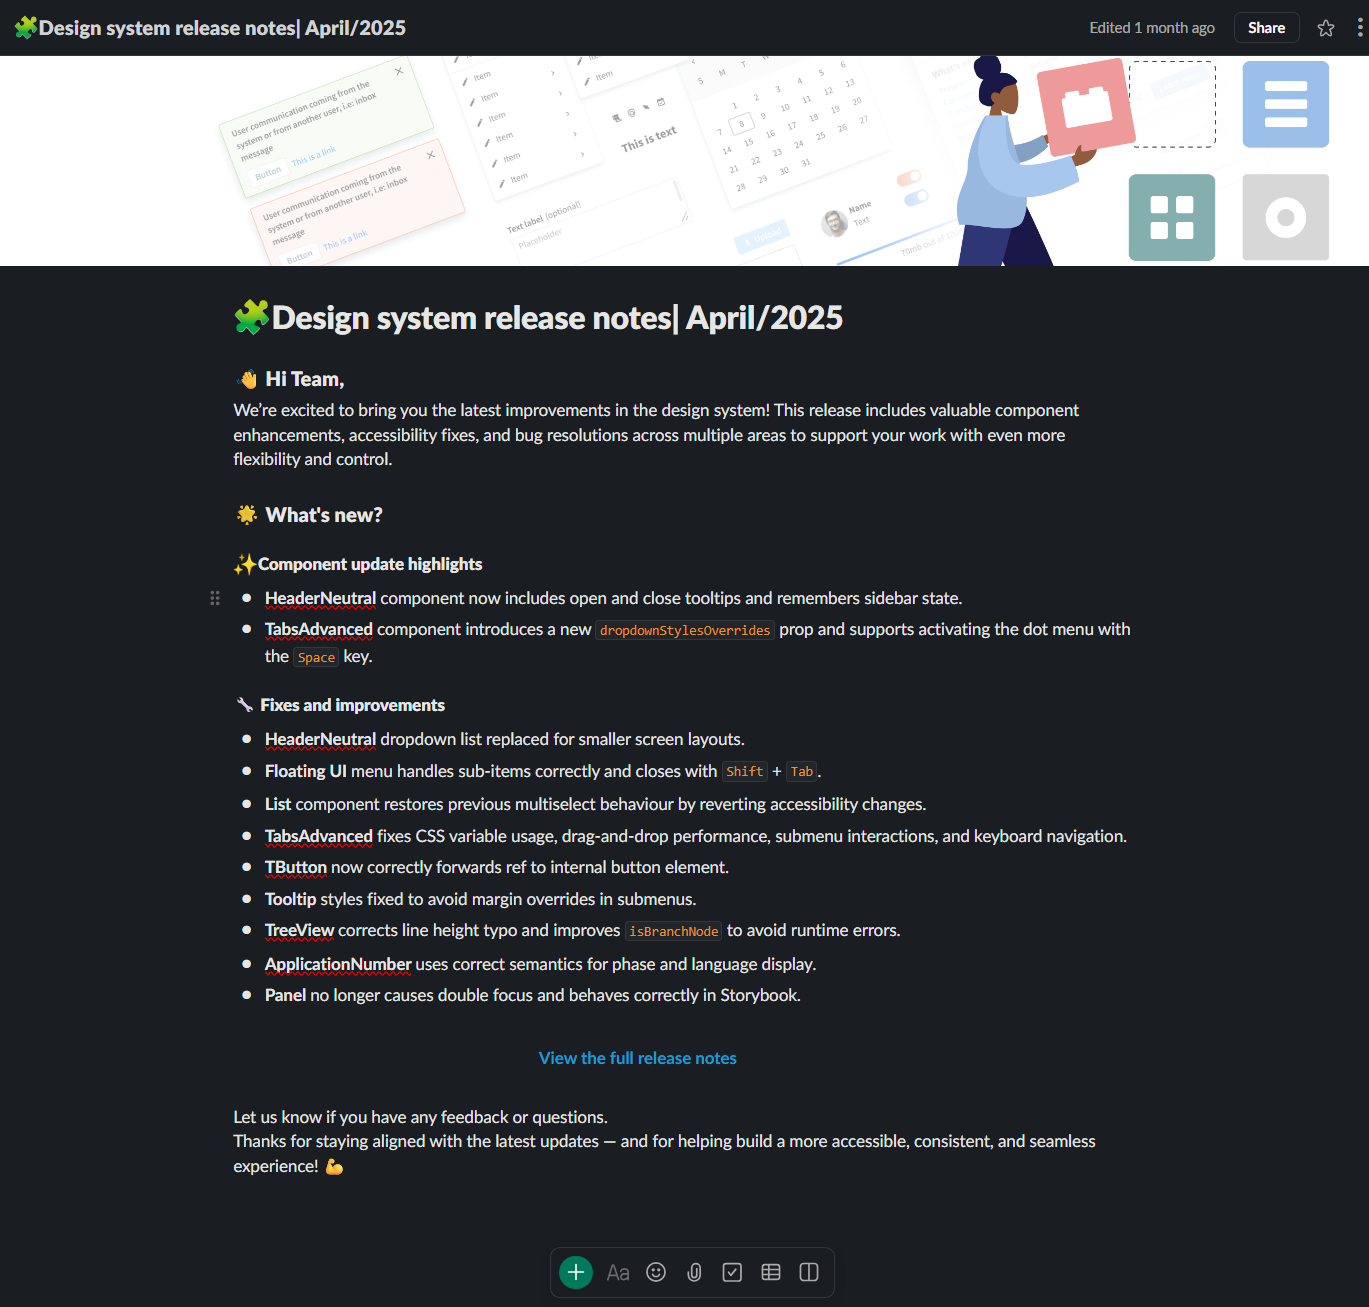 🧩Design system release notes| April/2025
Edited 1 month ago
Share
User communication coming from the
system or from another user, i.e: inbox
message
Button This is a link
User communication coming from the
system or from another user, i.e: inbox
message
Button This is a link
Item
Item
Item
Item
Item
Item
Item
Text label (optional)
Placeholder
This is text
S M T
1 2 3 4 5 6
7 8 9 10 11 12 13
14 15 16 17 18 19 20
21 22 23 24 25 26 27
28 29 30 31
Upload
Name
Text
70mb out of
🧩Design system release notes| April/2025
👋 Hi Team,
We’re excited to bring you the latest improvements in the design system! This release includes valuable component
enhancements, accessibility fixes, and bug resolutions across multiple areas to support your work with even more
flexibility and control.
🌟 What's new?
✨Component update highlights
HeaderNeutral component now includes open and close tooltips and remembers sidebar state.
TabsAdvanced component introduces a new dropdownStylesOverrides prop and supports activating the dot menu with
the Space key.
🔧 Fixes and improvements
HeaderNeutral dropdown list replaced for smaller screen layouts.
Floating UI menu handles sub-items correctly and closes with Shift + Tab.
List component restores previous multiselect behaviour by reverting accessibility changes.
TabsAdvanced fixes CSS variable usage, drag-and-drop performance, submenu interactions, and keyboard navigation.
TButton now correctly forwards ref to internal button element.
Tooltip styles fixed to avoid margin overrides in submenus.
TreeView corrects line height typo and improves isBranchNode to avoid runtime errors.
ApplicationNumber uses correct semantics for phase and language display.
Panel no longer causes double focus and behaves correctly in Storybook.
View the full release notes
Let us know if you have any feedback or questions.
Thanks for staying aligned with the latest updates — and for helping build a more accessible, consistent, and seamless
experience! 💪
Aa